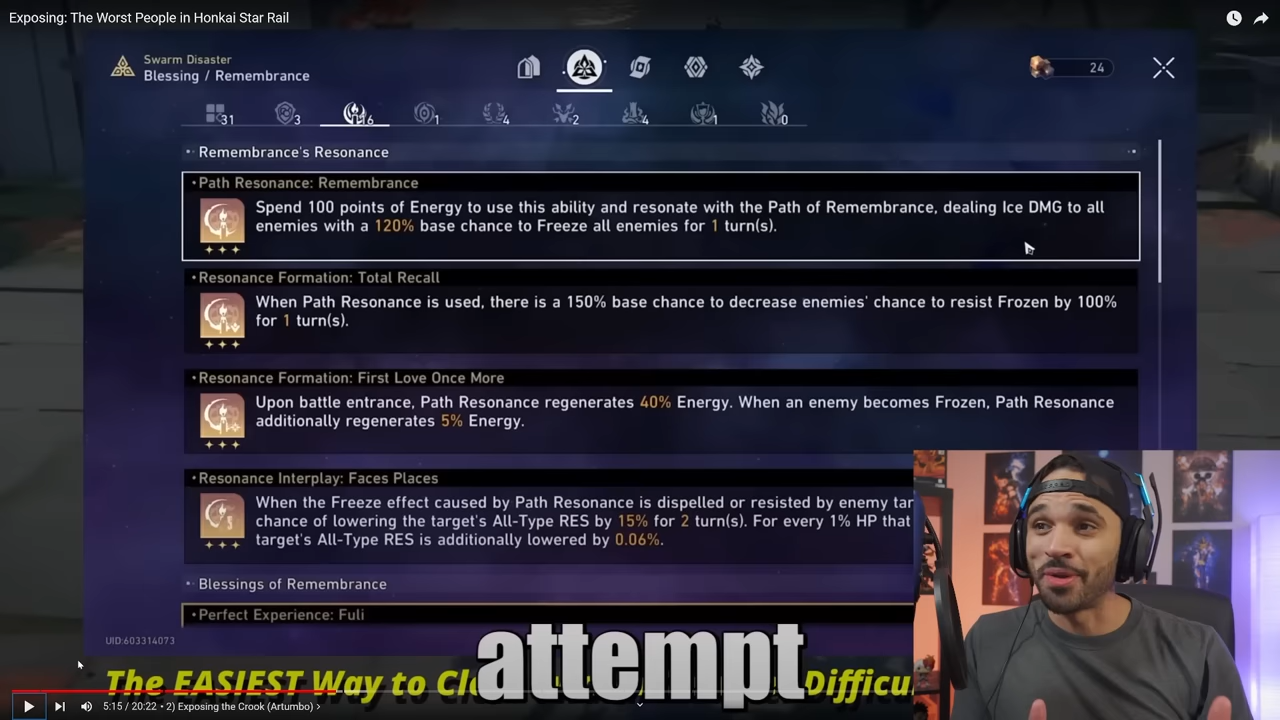 Exposing: The Worst People in Honkai Star Rail
Swarm Disaster
Blessing / Remembrance
24
31
3
16
1
4
2
4
1
0
Remembrance's Resonance
Path Resonance: Remembrance
Spend 100 points of Energy to use this ability and resonate with the Path of Remembrance, dealing Ice DMG to all
enemies with a 120% base chance to Freeze all enemies for 1 turn(s).
Resonance Formation: Total Recall
When Path Resonance is used, there is a 150% base chance to decrease enemies' chance to resist Frozen by 100%
for 1 turn(s).
Resonance Formation: First Love Once More
Upon battle entrance, Path Resonance regenerates 40% Energy. When an enemy becomes Frozen, Path Resonance
additionally regenerates 5% Energy.
Resonance Interplay: Faces Places
When the Freeze effect caused by Path Resonance is dispelled or resisted by enemy tar
chance of lowering the target's All-Type RES by 15% for 2 turn(s). For every 1% HP that
target's All-Type RES is additionally lowered by 0.06%.
Blessings of Remembrance
Perfect Experience: Fuli
UID:603314073
attempt
The EASIEST Way to Cle Difficu
5:15 / 20:22 • 2) Exposing the Crook (Artumbo) ›